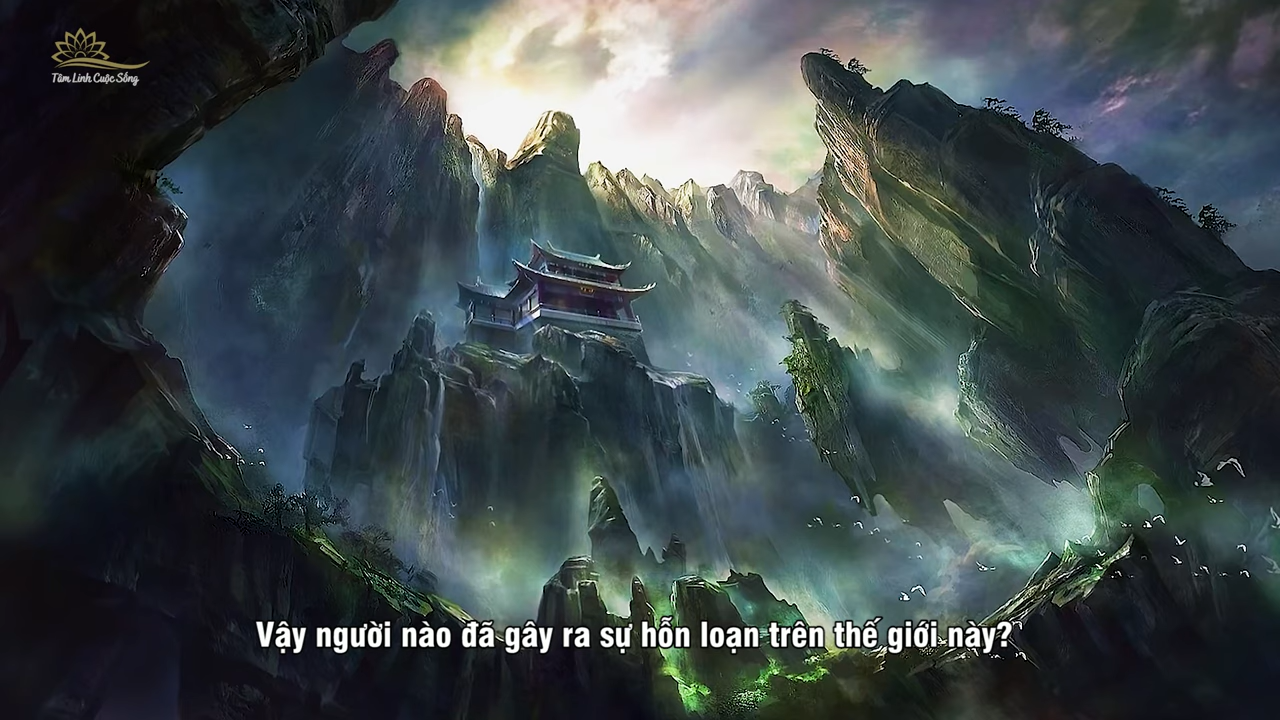 Tâm Linh Cuộc Sống
Vậy người nào đã gây ra sự hỗn loạn trên thế giới này?